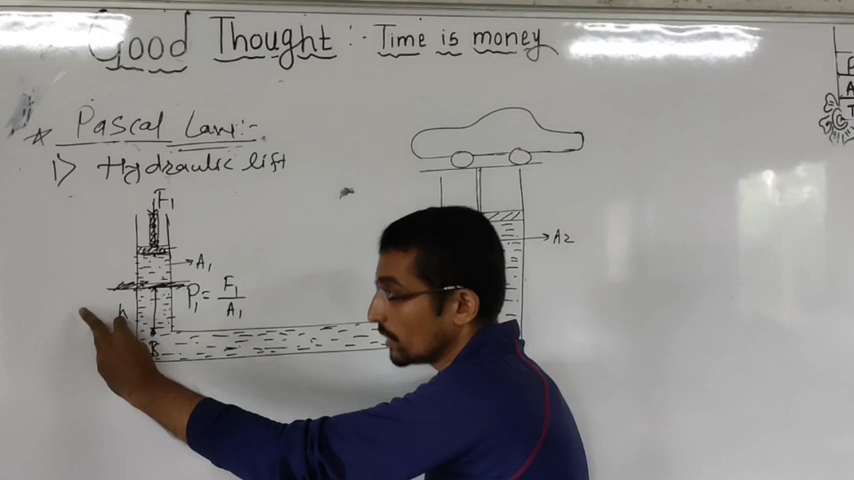 Good Thought :- Time is money
* Pascal Law:-
1) Hydraulic lift
F1
A2
A1
P1 = F1/A1
h
B
P
A
T